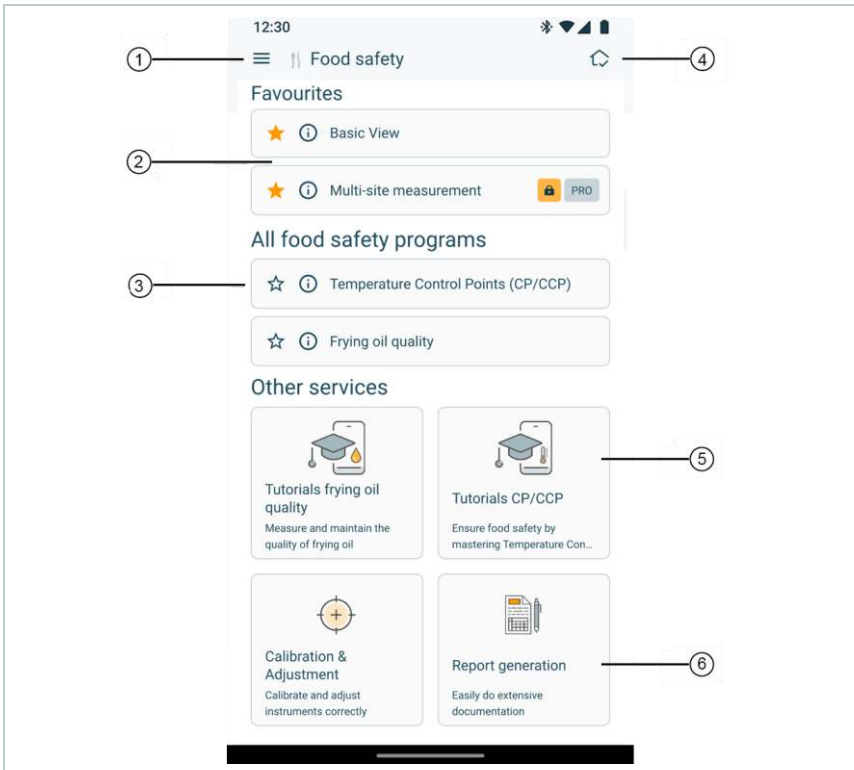 12:30
1
Food safety
4
Favourites
Basic View
2
Multi-site measurement
PRO
All food safety programs
3
Temperature Control Points (CP/CCP)
Frying oil quality
Other services
Tutorials frying oil
quality
Measure and maintain the
quality of frying oil
Tutorials CP/CCP
Ensure food safety by
mastering Temperature Con...
5
Calibration &
Adjustment
Calibrate and adjust
instruments correctly
Report generation
Easily do extensive
documentation
6